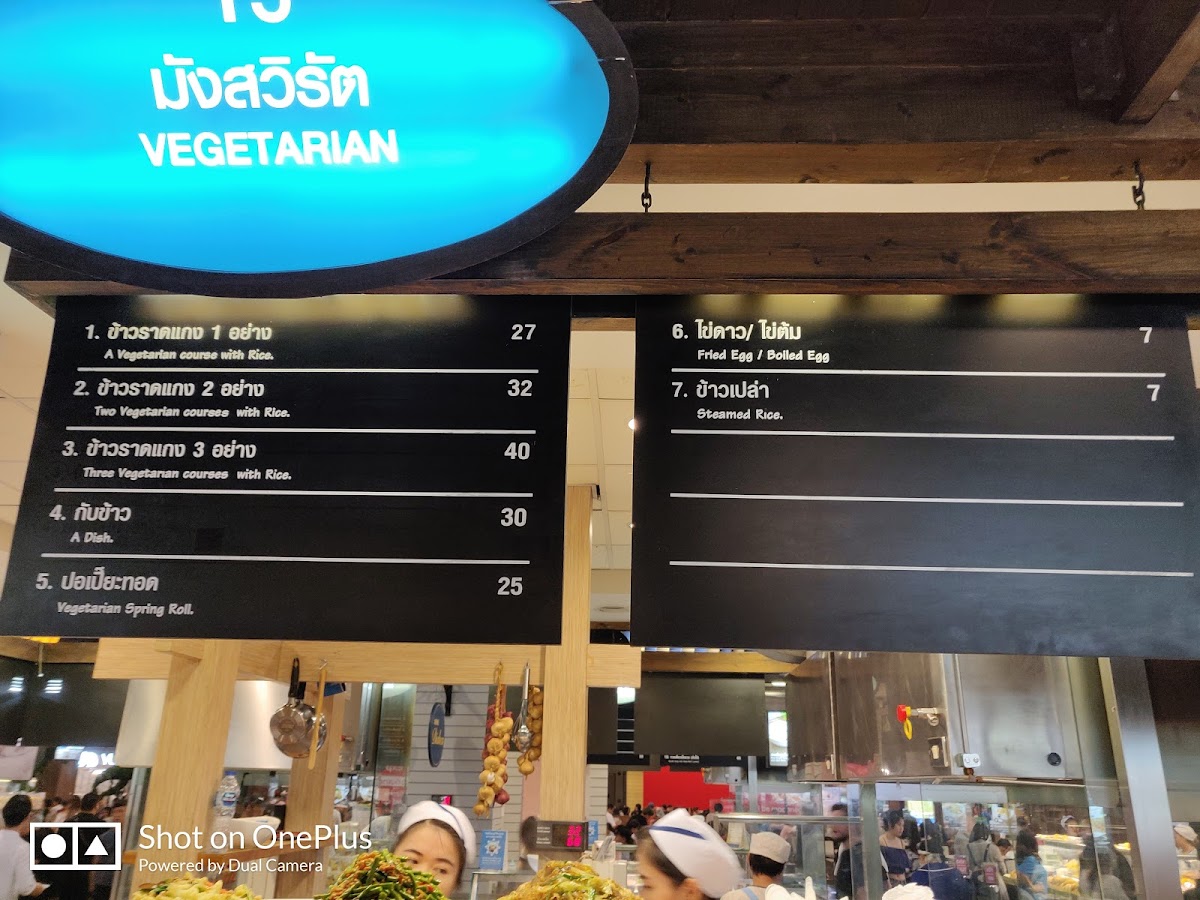 มังสวิรัต
VEGETARIAN
1. ข้าวราดแกง 1 อย่าง 27
A Vegetarian course with Rice.
2. ข้าวราดแกง 2 อย่าง 32
Two Vegetarian courses with Rice.
3. ข้าวราดแกง 3 อย่าง 40
Three Vegetarian courses with Rice.
4. กับข้าว 30
A Dish.
5. ปอเปี๊ยะทอด 25
Vegetarian Spring Roll.
6. ไข่ดาว/ ไข่ต้ม 7
Fried Egg / Boiled Egg
7. ข้าวเปล่า 7
Steamed Rice.
Shot on OnePlus
Powered by Dual Camera